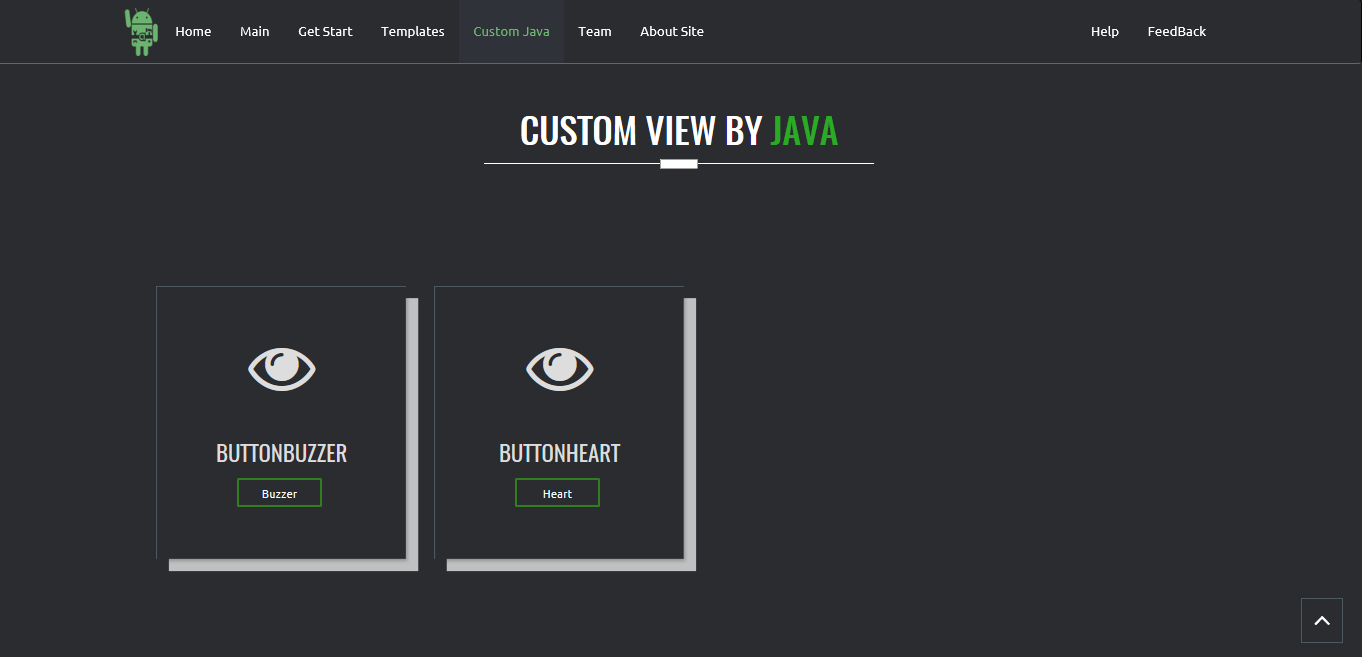 Home Main Get Start Templates Custom Java Team About Site Help FeedBack
CUSTOM VIEW BY JAVA
BUTTONBUZZER
Buzzer
BUTTONHEART
Heart